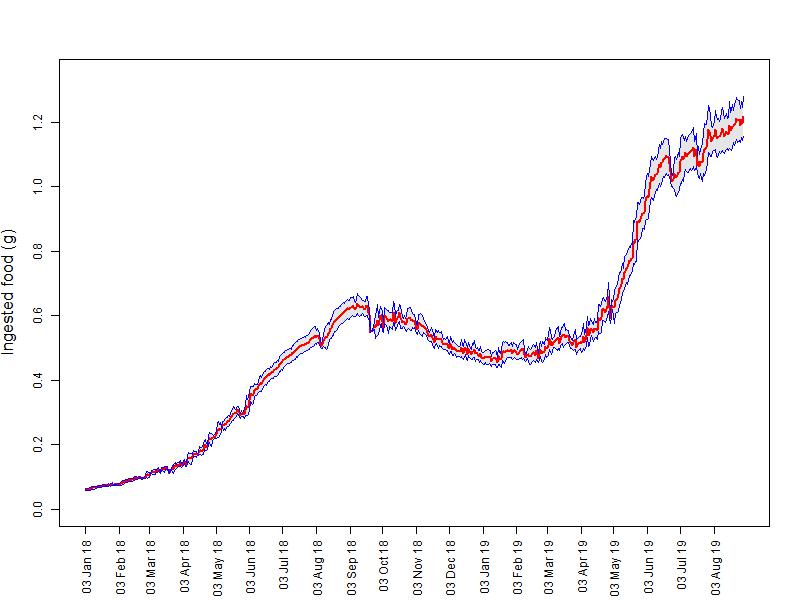 Ingested food (g)
1.2
1.0
0.8
0.6
0.4
0.2
0.0
03 Jan 18
03 Feb 18
03 Mar 18
03 Apr 18
03 May 18
03 Jun 18
03 Jul 18
03 Aug 18
03 Sep 18
03 Oct 18
03 Nov 18
03 Dec 18
03 Jan 19
03 Feb 19
03 Mar 19
03 Apr 19
03 May 19
03 Jun 19
03 Jul 19
03 Aug 19